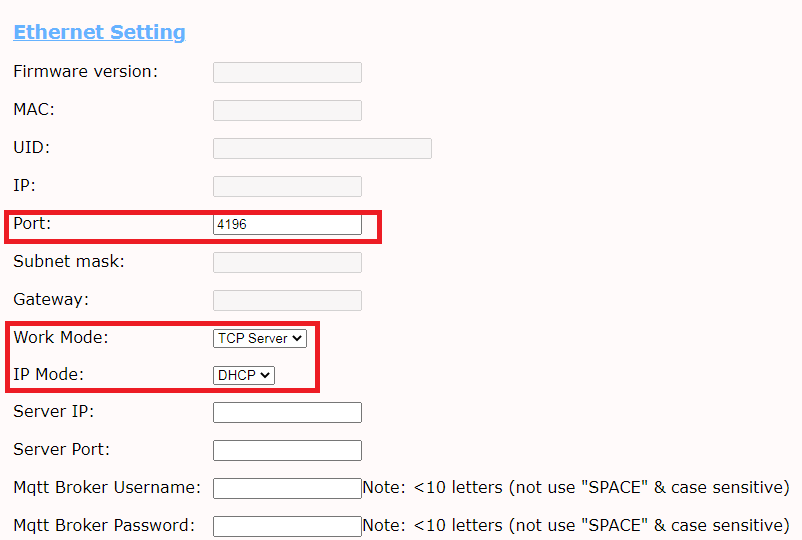 Ethernet Setting
Firmware version:
MAC:
UID:
IP:
Port: 4196
Subnet mask:
Gateway:
Work Mode: TCP Server
IP Mode: DHCP
Server IP:
Server Port:
Mqtt Broker Username: Note: <10 letters (not use "SPACE" & case sensitive)
Mqtt Broker Password: Note: <10 letters (not use "SPACE" & case sensitive)